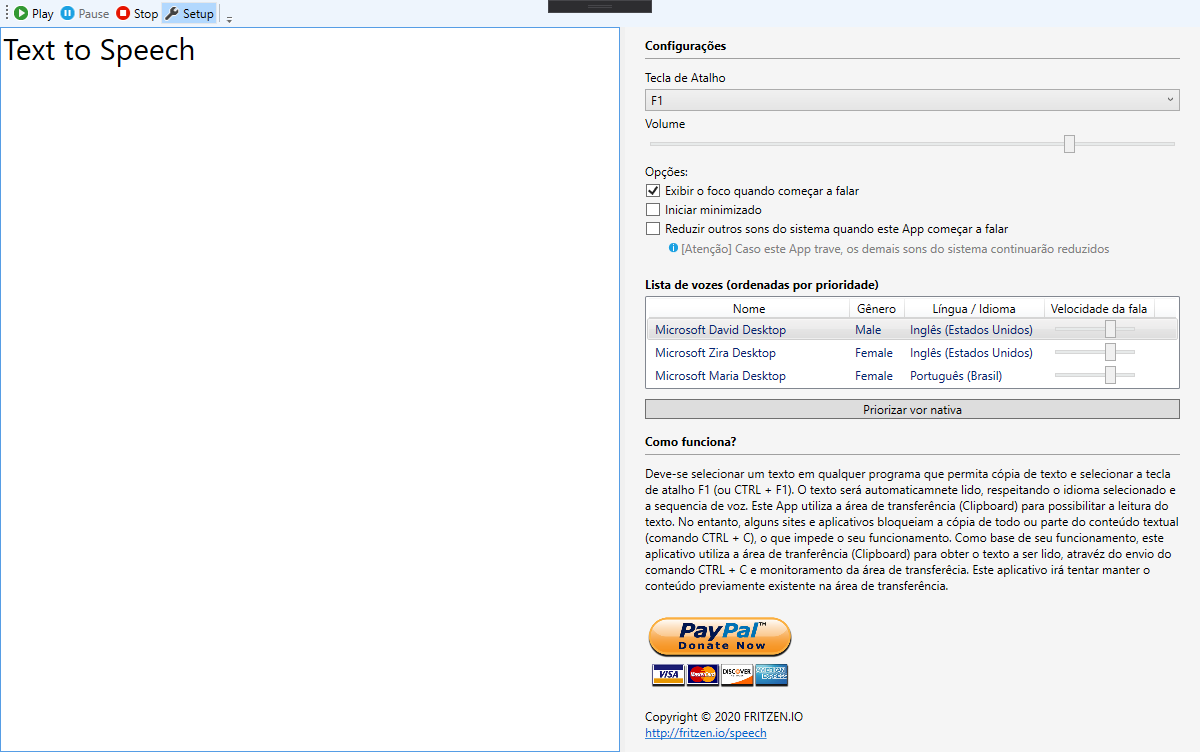 Play Pause Stop Setup
Text to Speech
Configurações
Tecla de Atalho
F1
Volume
Opções:
Exibir o foco quando começar a falar
Iniciar minimizado
Reduzir outros sons do sistema quando este App começar a falar
[Atenção] Caso este App trave, os demais sons do sistema continuarão reduzidos
Lista de vozes (ordenadas por prioridade)
Nome Gênero Língua / Idioma Velocidade da fala
Microsoft David Desktop Male Inglês (Estados Unidos)
Microsoft Zira Desktop Female Inglês (Estados Unidos)
Microsoft Maria Desktop Female Português (Brasil)
Priorizar vor nativa
Como funciona?
Deve-se selecionar um texto em qualquer programa que permita cópia de texto e selecionar a tecla
de atalho F1 (ou CTRL + F1). O texto será automaticamnete lido, respeitando o idioma selecionado e
a sequencia de voz. Este App utiliza a área de transferência (Clipboard) para possibilitar a leitura do
texto. No entanto, alguns sites e aplicativos bloqueiam a cópia de todo ou parte do conteúdo textual
(comando CTRL + C), o que impede o seu funcionamento. Como base de seu funcionamento, este
aplicativo utiliza a área de tranferência (Clipboard) para obter o texto a ser lido, atravéz do envio do
comando CTRL + C e monitoramento da área de transferêcia. Este aplicativo irá tentar manter o
conteúdo previamente existente na área de transferência.
PayPal™
Donate Now
VISA MasterCard DISCOVER AMERICAN EXPRESS
Copyright © 2020 FRITZEN.IO
http://fritzen.io/speech